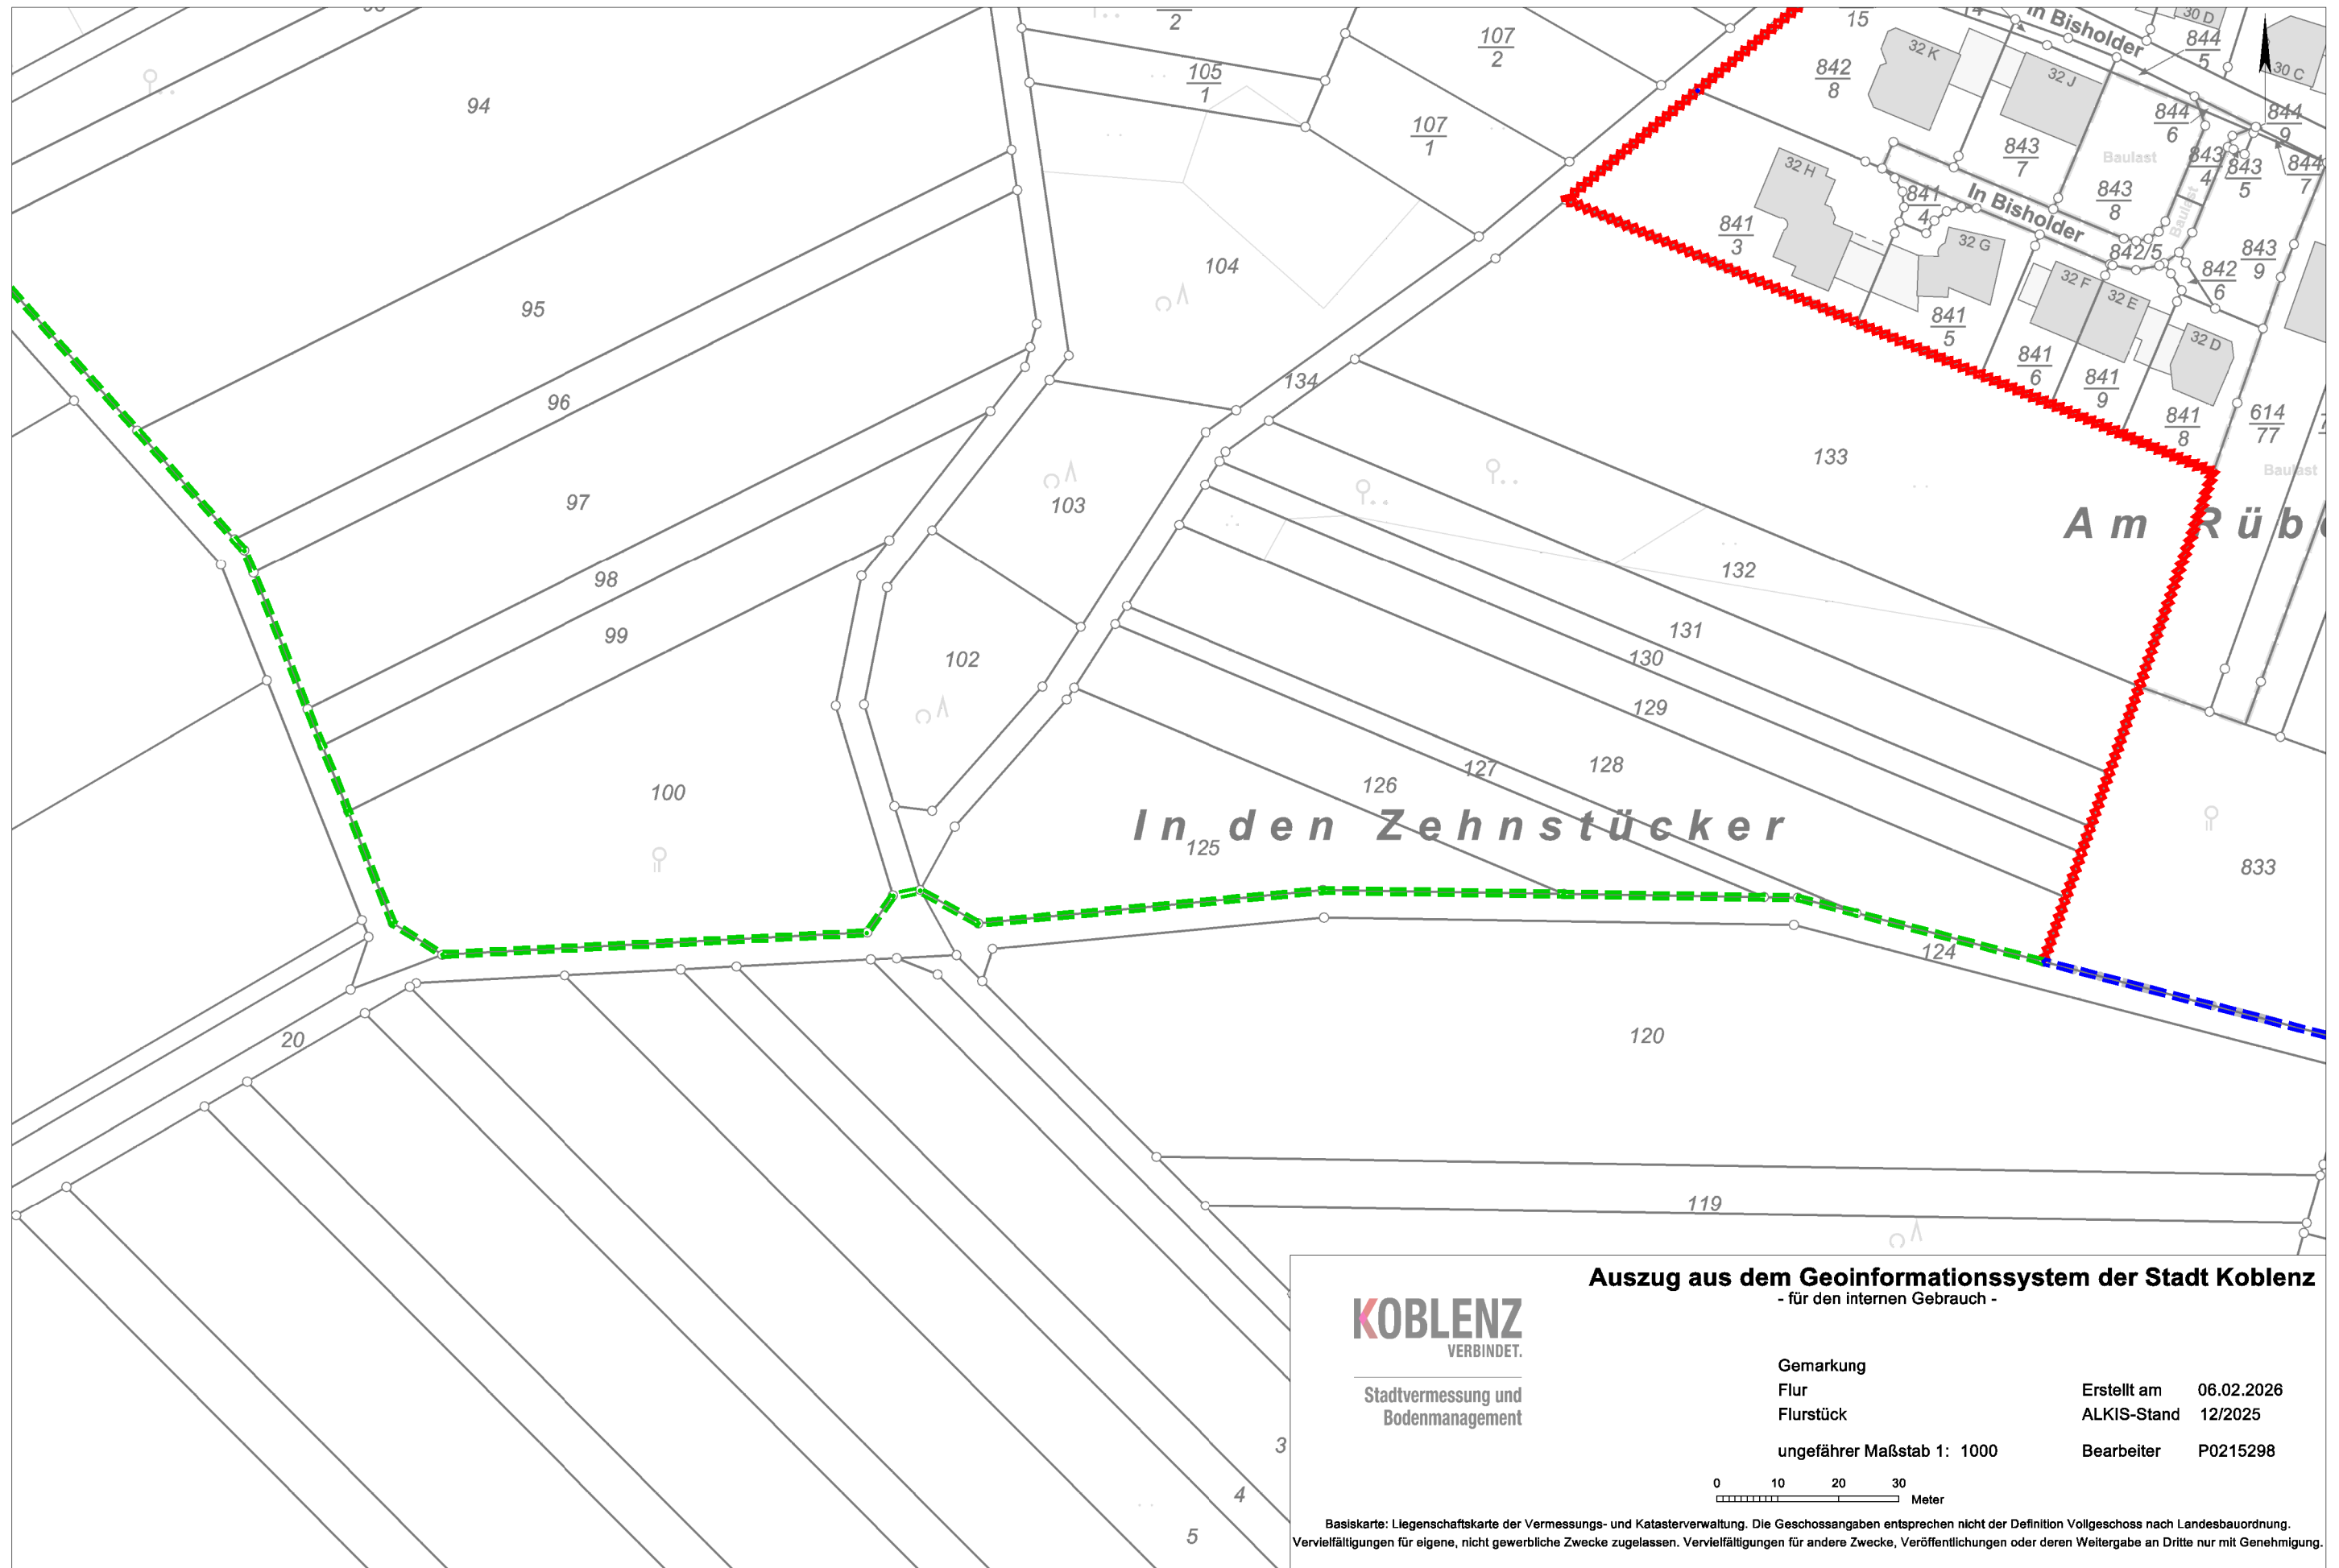 2
15
In Bisholder
30 D
844
5
30 C
32 K
842
8
32 J
107
2
105
1
94
107
1
844
6
844
9
843
7
Baulast
843
4
843
5
844
7
32 H
841
4
In Bisholder
843
8
Baulast
841
3
32 G
842/5
843
9
842
6
104
32 F
32 E
95
841
5
32 D
134
841
6
841
9
96
841
8
614
77
133
Baulast
97
103
Am Rüb
132
98
131
99
130
102
129
100
126
127
128
In den Zehnstücker
125
833
124
20
120
119
3
4
5
Auszug aus dem Geoinformationssystem der Stadt Koblenz
- für den internen Gebrauch -
KOBLENZ
VERBINDET.
Stadtvermessung und
Bodenmanagement
Gemarkung
Flur
Erstellt am 06.02.2026
Flurstück
ALKIS-Stand 12/2025
ungefährer Maßstab 1: 1000
Bearbeiter P0215298
0 10 20 30
Meter
Basiskarte: Liegenschaftskarte der Vermessungs- und Katasterverwaltung. Die Geschossangaben entsprechen nicht der Definition Vollgeschoss nach Landesbauordnung.
Vervielfältigungen für eigene, nicht gewerbliche Zwecke zugelassen. Vervielfältigungen für andere Zwecke, Veröffentlichungen oder deren Weitergabe an Dritte nur mit Genehmigung.